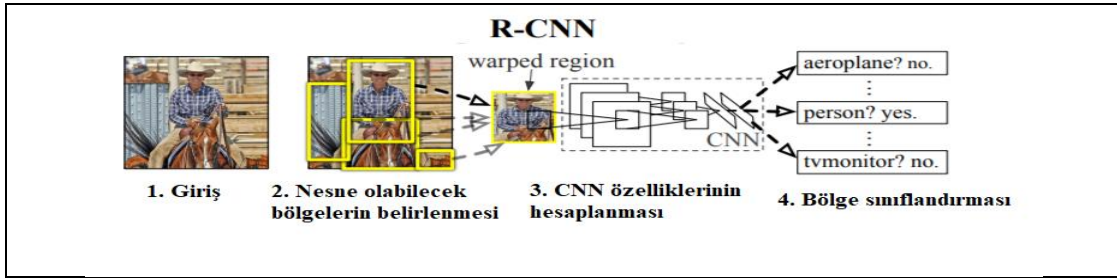 R-CNN
warped region
aeroplane? no.
person? yes.
CNN
tvmonitor? no.
1. Giriş
2. Nesne olabilecek
bölgelerin belirlenmesi
3. CNN özelliklerinin
hesaplanması
4. Bölge sınıflandırması